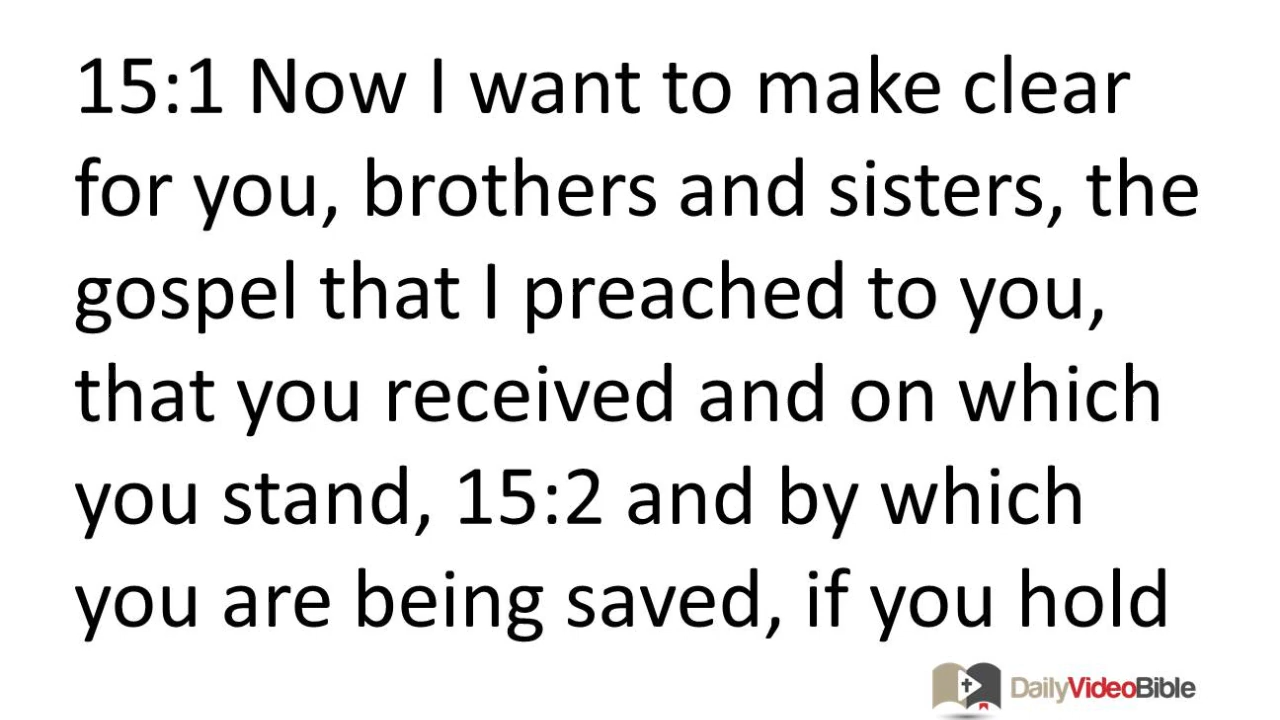 15:1 Now I want to make clear
for you, brothers and sisters, the
gospel that I preached to you,
that you received and on which
you stand, 15:2 and by which
you are being saved, if you hold
DailyVideoBible